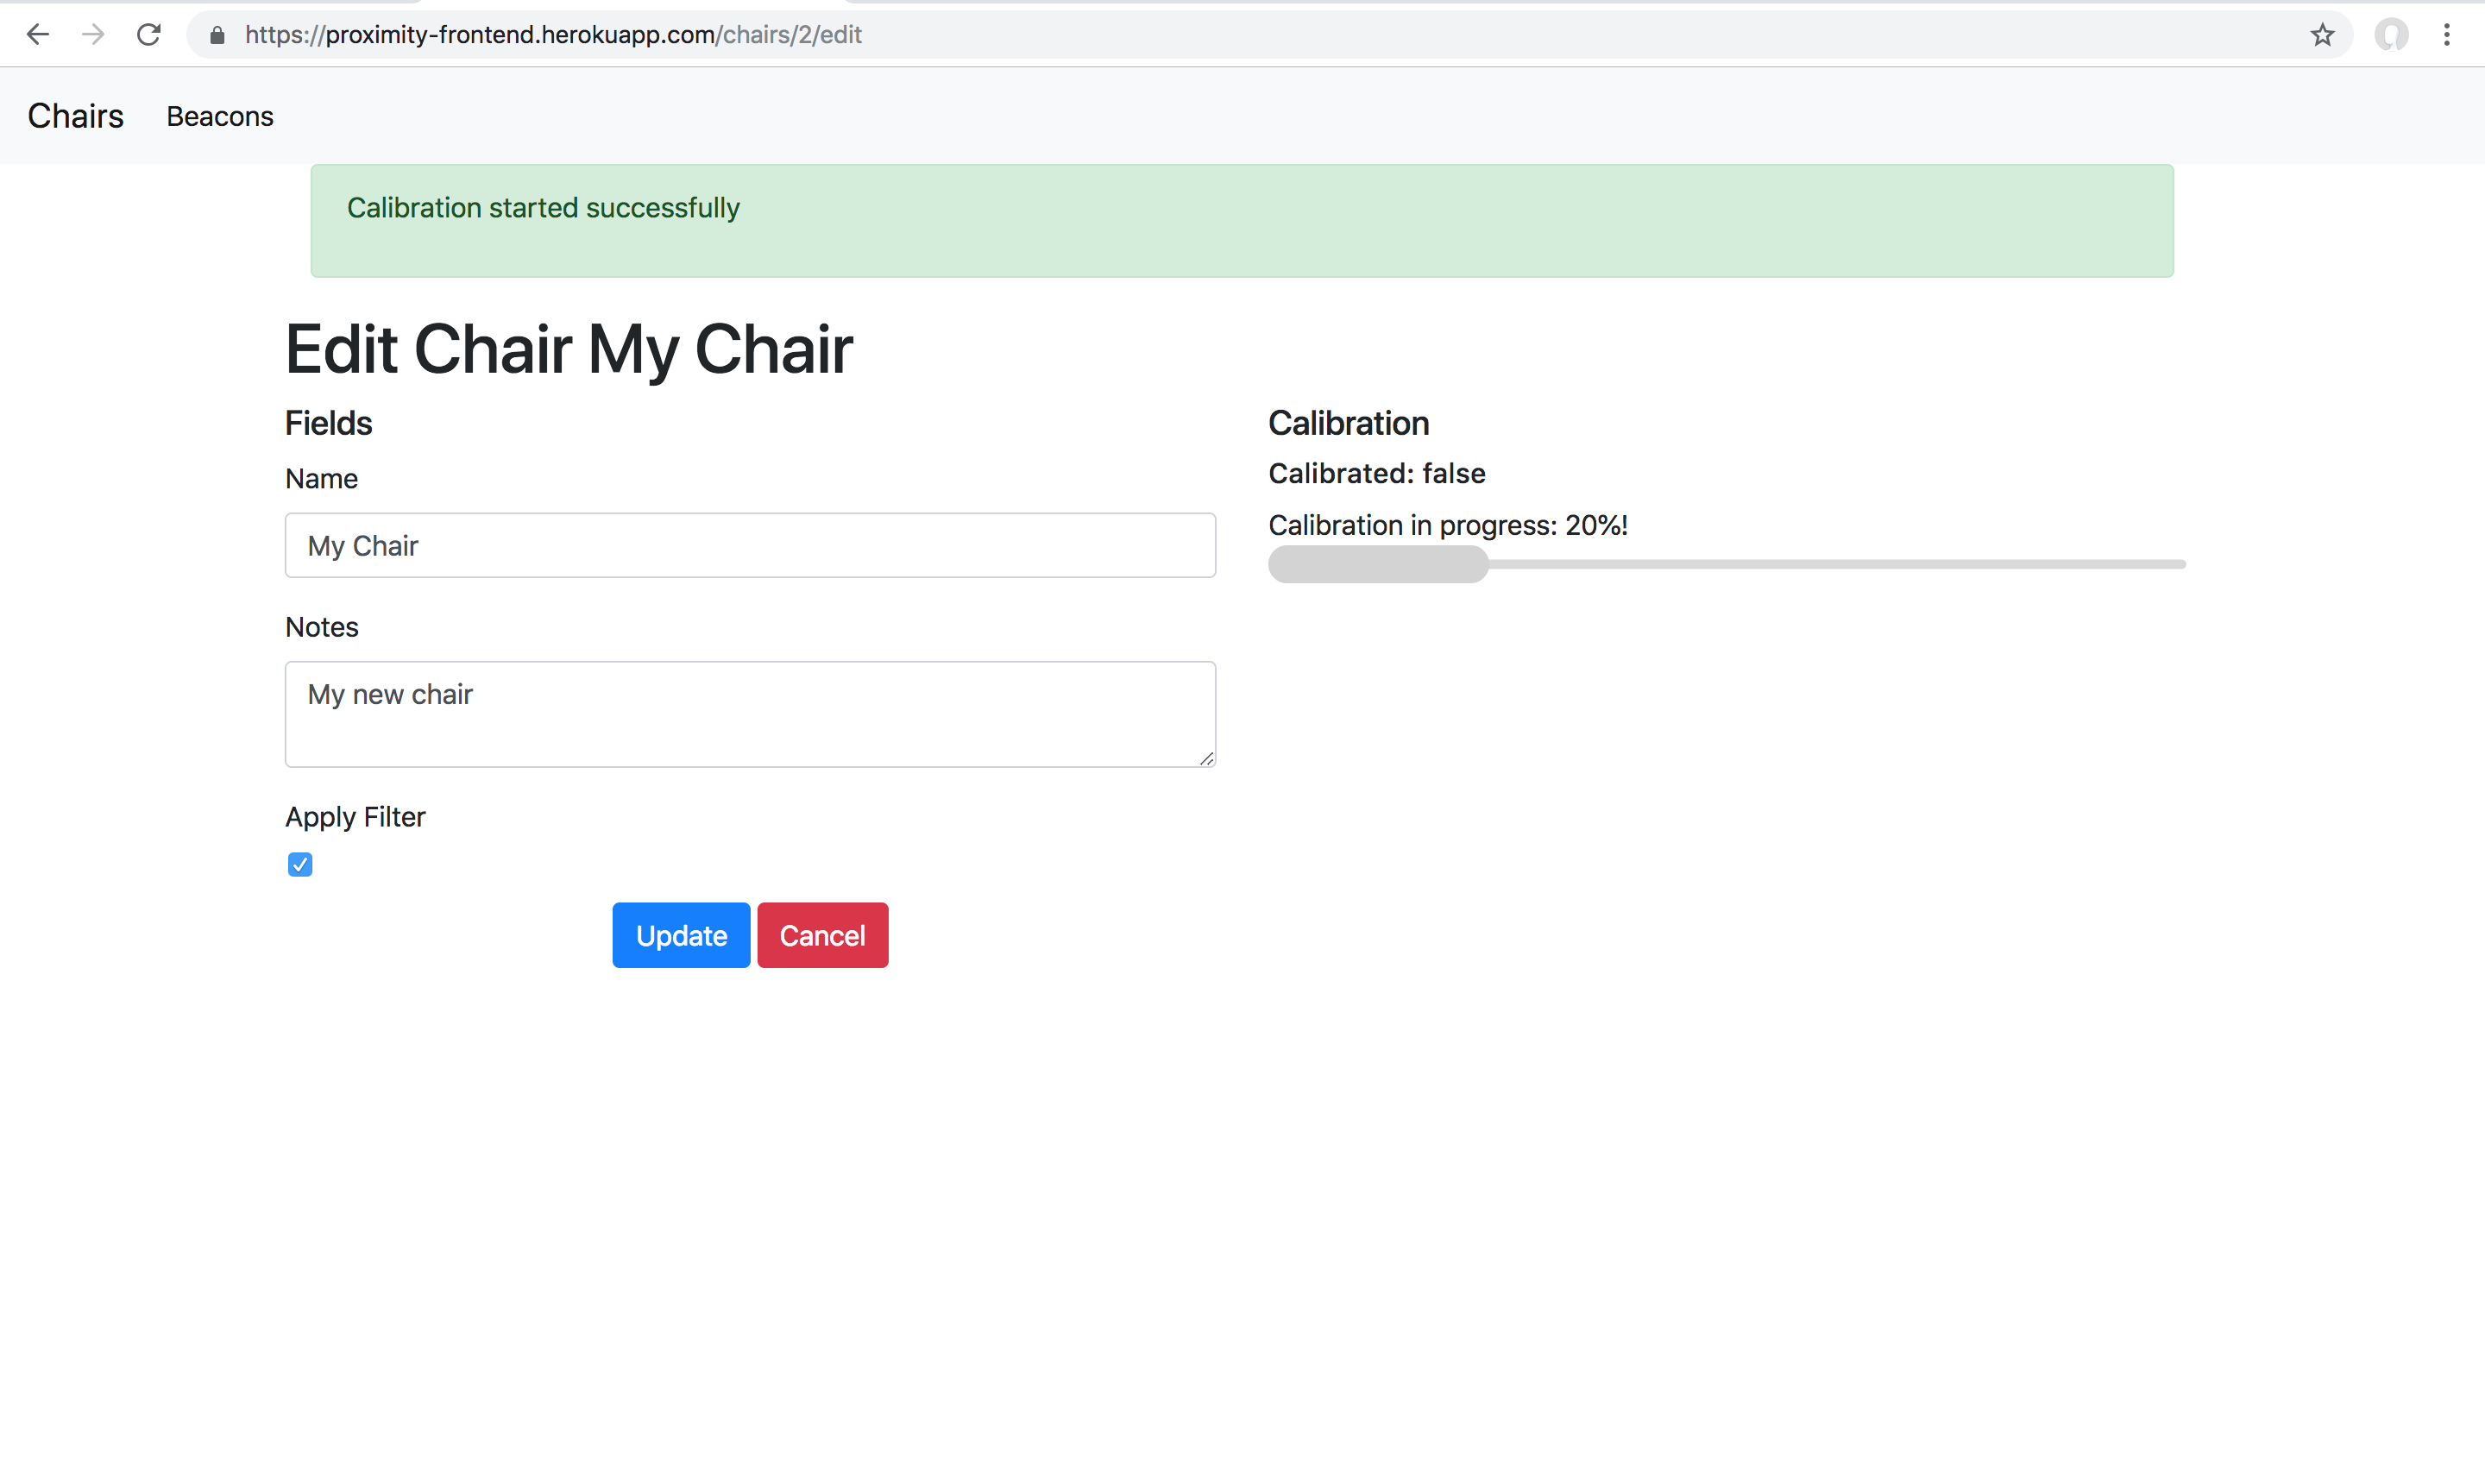 https://proximity-frontend.herokuapp.com/chairs/2/edit
Chairs Beacons
Calibration started successfully
Edit Chair My Chair
Fields
Name
My Chair
Notes
My new chair
Apply Filter
Update Cancel
Calibration
Calibrated: false
Calibration in progress: 20%!